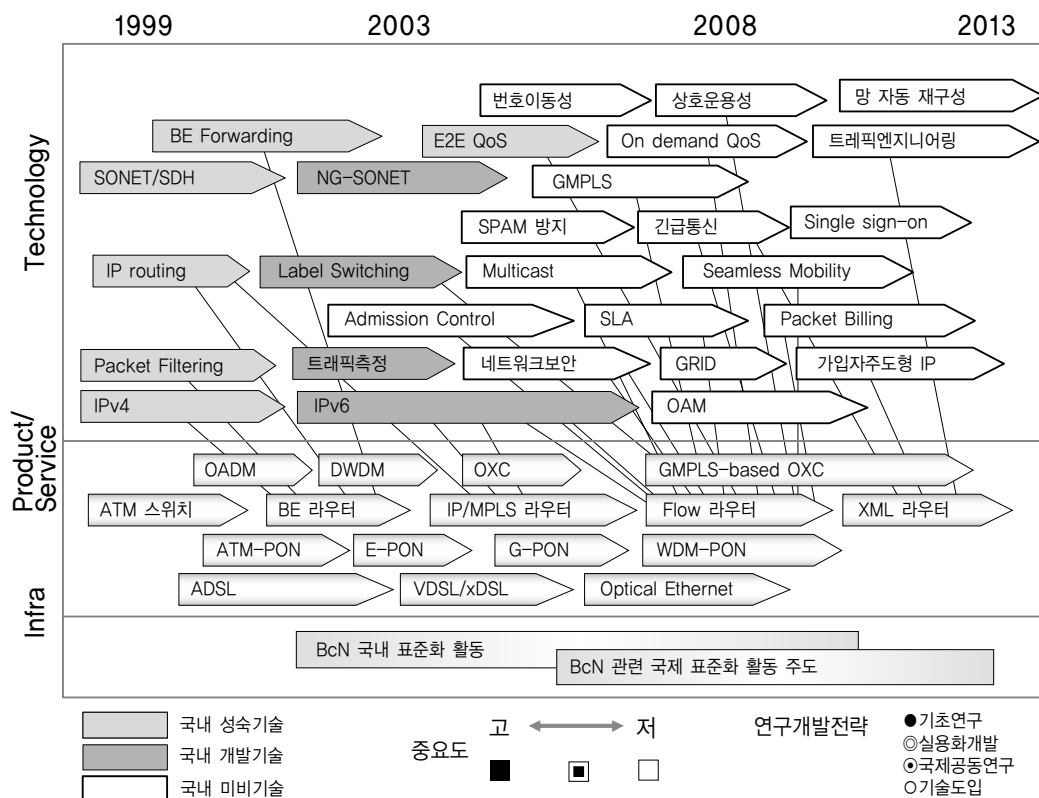 1999 2003 2008 2013
Technology
번호이동성 상호운용성 망 자동 재구성
BE Forwarding E2E QoS On demand QoS 트레픽엔지니어링
SONET/SDH NG-SONET GMPLS
SPAM 방지 긴급통신 Single sign-on
IP routing Label Switching Multicast Seamless Mobility
Admission Control SLA Packet Billing
Packet Filtering 트래픽측정 네트워크보안 GRID 가입자주도형 IP
IPv4 IPv6 OAM
Product/
Service
OADM DWDM OXC GMPLS-based OXC
ATM 스위치 BE 라우터 IP/MPLS 라우터 Flow 라우터 XML 라우터
ATM-PON E-PON G-PON WDM-PON
ADSL VDSL/xDSL Optical Ethernet
Infra
BcN 국내 표준화 활동
BcN 관련 국제 표준화 활동 주도
국내 성숙기술
국내 개발기술
국내 미비기술
중요도
고 저
연구개발전략
●기초연구
◎실용화개발
⊙국제공동연구
○기술도입